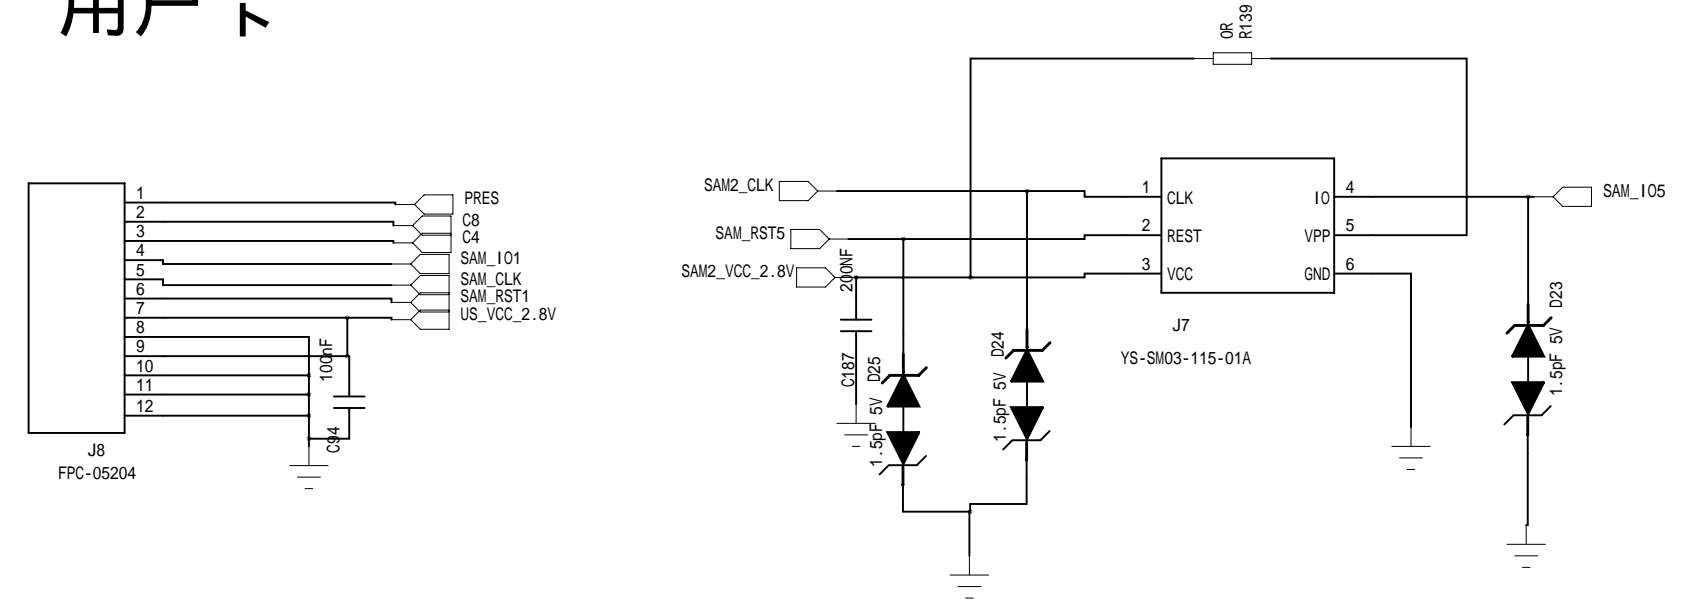 用户卡
0R
R139
1
PRES
2
C8
3
C4
4
SAM_IO1
5
SAM_CLK
6
SAM_RST1
7
US_VCC_2.8V
8
9
10
11
12
100nF
C94
J8
FPC-05204
SAM2_CLK
1
CLK
IO
4
SAM_IO5
SAM_RST5
2
REST
VPP
5
SAM2_VCC_2.8V
3
VCC
GND
6
200NF
C187
J7
YS-SM03-115-01A
D25
1.5pF 5V
D24
1.5pF 5V
D23
1.5pF 5V